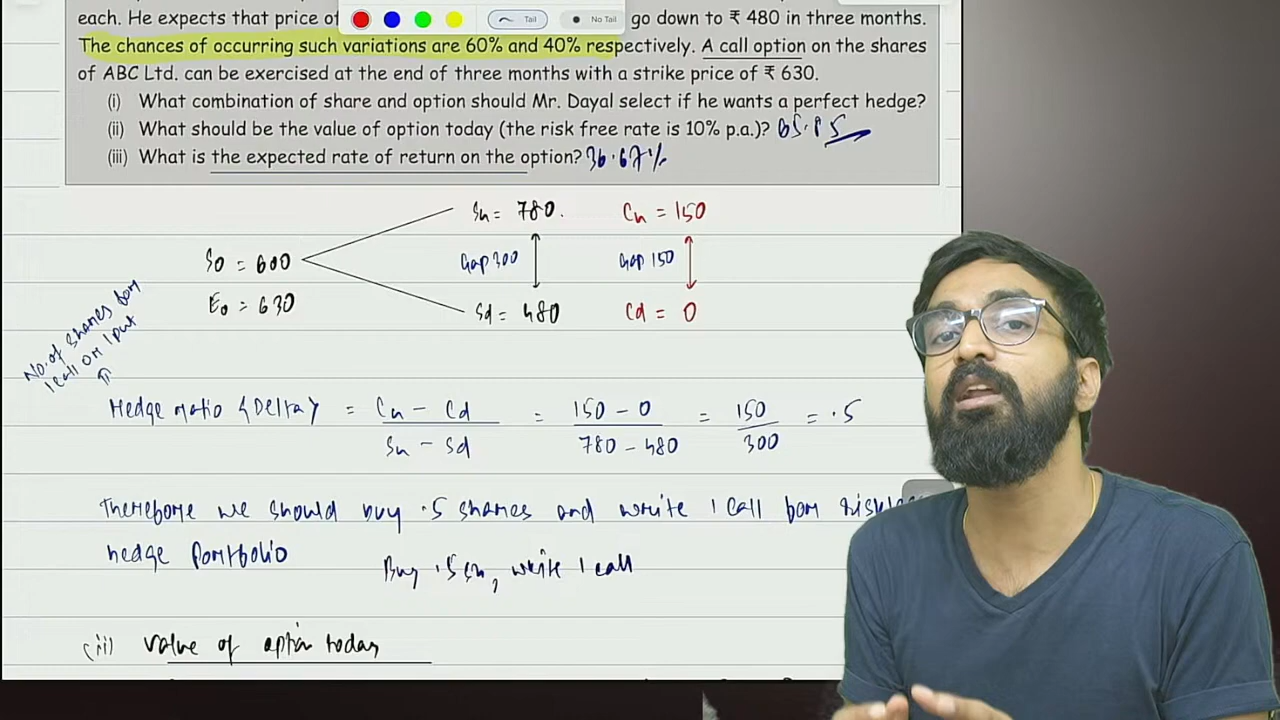 each. He expects that price of
go down to ₹ 480 in three months.
Tail
No Tail
The chances of occurring such variations are 60% and 40% respectively. A call option on the shares
of ABC Ltd. can be exercised at the end of three months with a strike price of ₹ 630.
(i) What combination of share and option should Mr. Dayal select if he wants a perfect hedge?
(ii) What should be the value of option today (the risk free rate is 10% p.a.)? 65.85
(iii) What is the expected rate of return on the option? 36.67%
Su = 780. Cu = 150
S0 = 600 Gap 300 Gap 150
E0 = 630 Sd = 480 Cd = 0
No. of shares for
1 call or 1 put
Hedge ratio {Delta} = Cu - Cd / Su - Sd = 150 - 0 / 780 - 480 = 150 / 300 = .5
Therefore we should buy .5 shares and write 1 call for
hedge portfolio Buy .5 sh, write 1 call
(ii) Value of option today